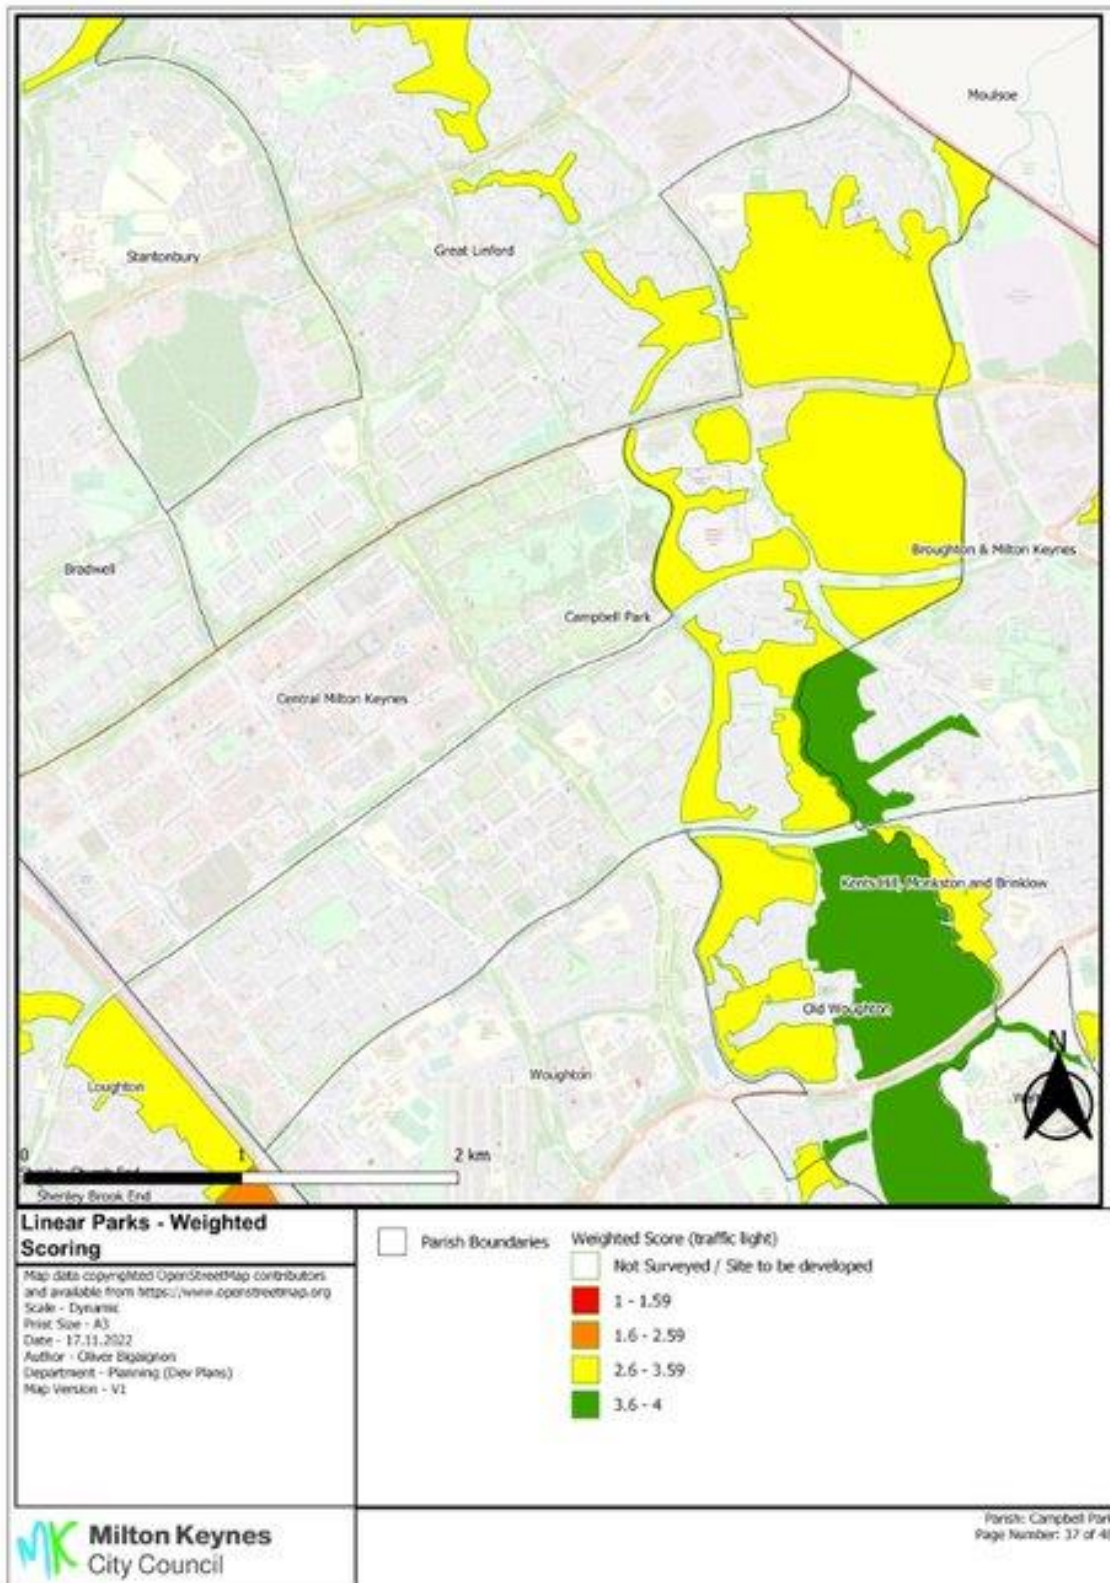 Moulsoe
Stantonbury
Great Linford
Broughton & Milton Keynes
Bradwell
Campbell Park
Central Milton Keynes
Kents Hill, Monkston and Brinklow
Old Woughton
Woughton
Loughton
N
0 1 2 km
Shenley Church End
Shenley Brook End
Linear Parks - Weighted
Scoring
Map data copyrighted OpenStreetMap contributors
and available from https://www.openstreetmap.org
Scale - Dynamic
Print Size - A3
Date - 17.11.2022
Author - Oliver Bigaignon
Department - Planning (Dev Plans)
Map Version - V1
Parish Boundaries
Weighted Score (traffic light)
Not Surveyed / Site to be developed
1 - 1.59
1.6 - 2.59
2.6 - 3.59
3.6 - 4
MK Milton Keynes
City Council
Parish: Campbell Park
Page Number: 37 of 48